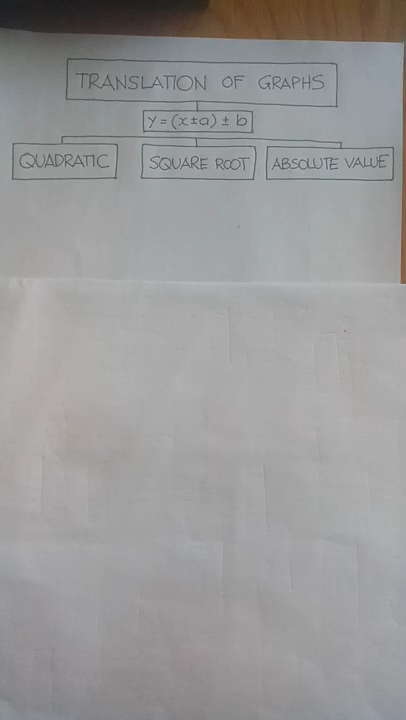 TRANSLATION OF GRAPHS
y = (x ± a) ± b
QUADRATIC SQUARE ROOT ABSOLUTE VALUE